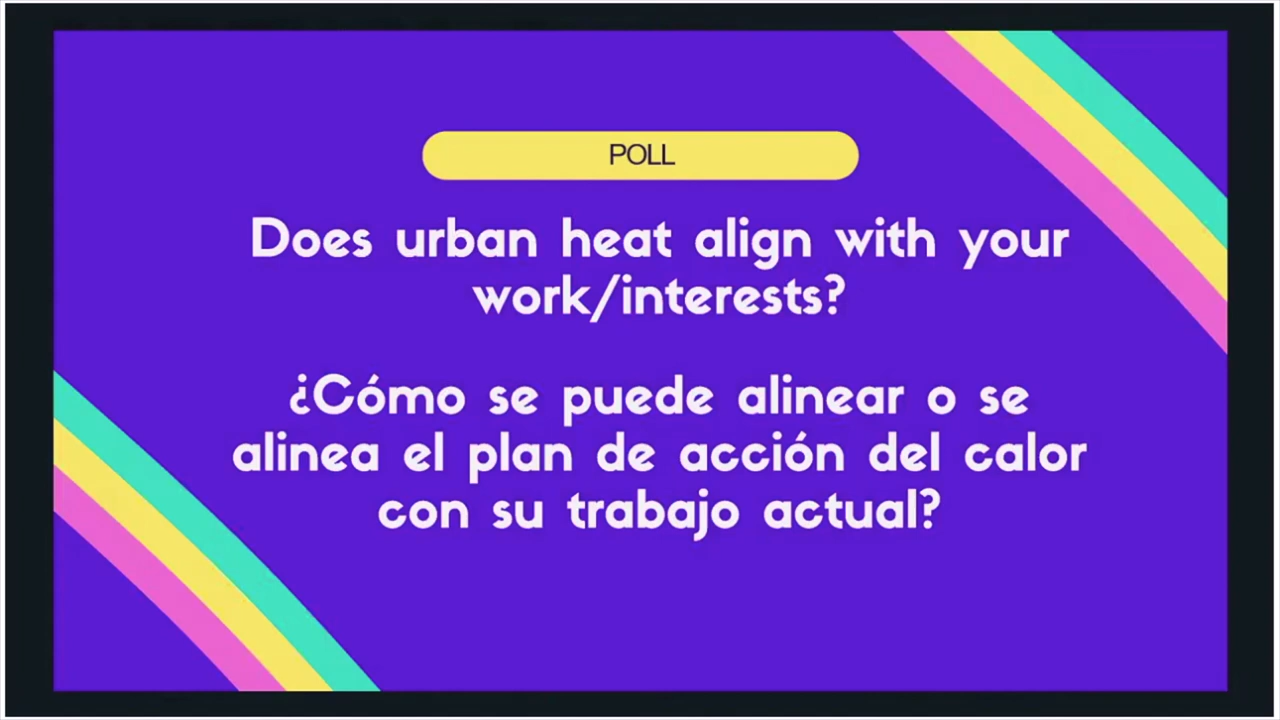 POLL
Does urban heat align with your
work/interests?
¿Cómo se puede alinear o se
alinea el plan de acción del calor
con su trabajo actual?